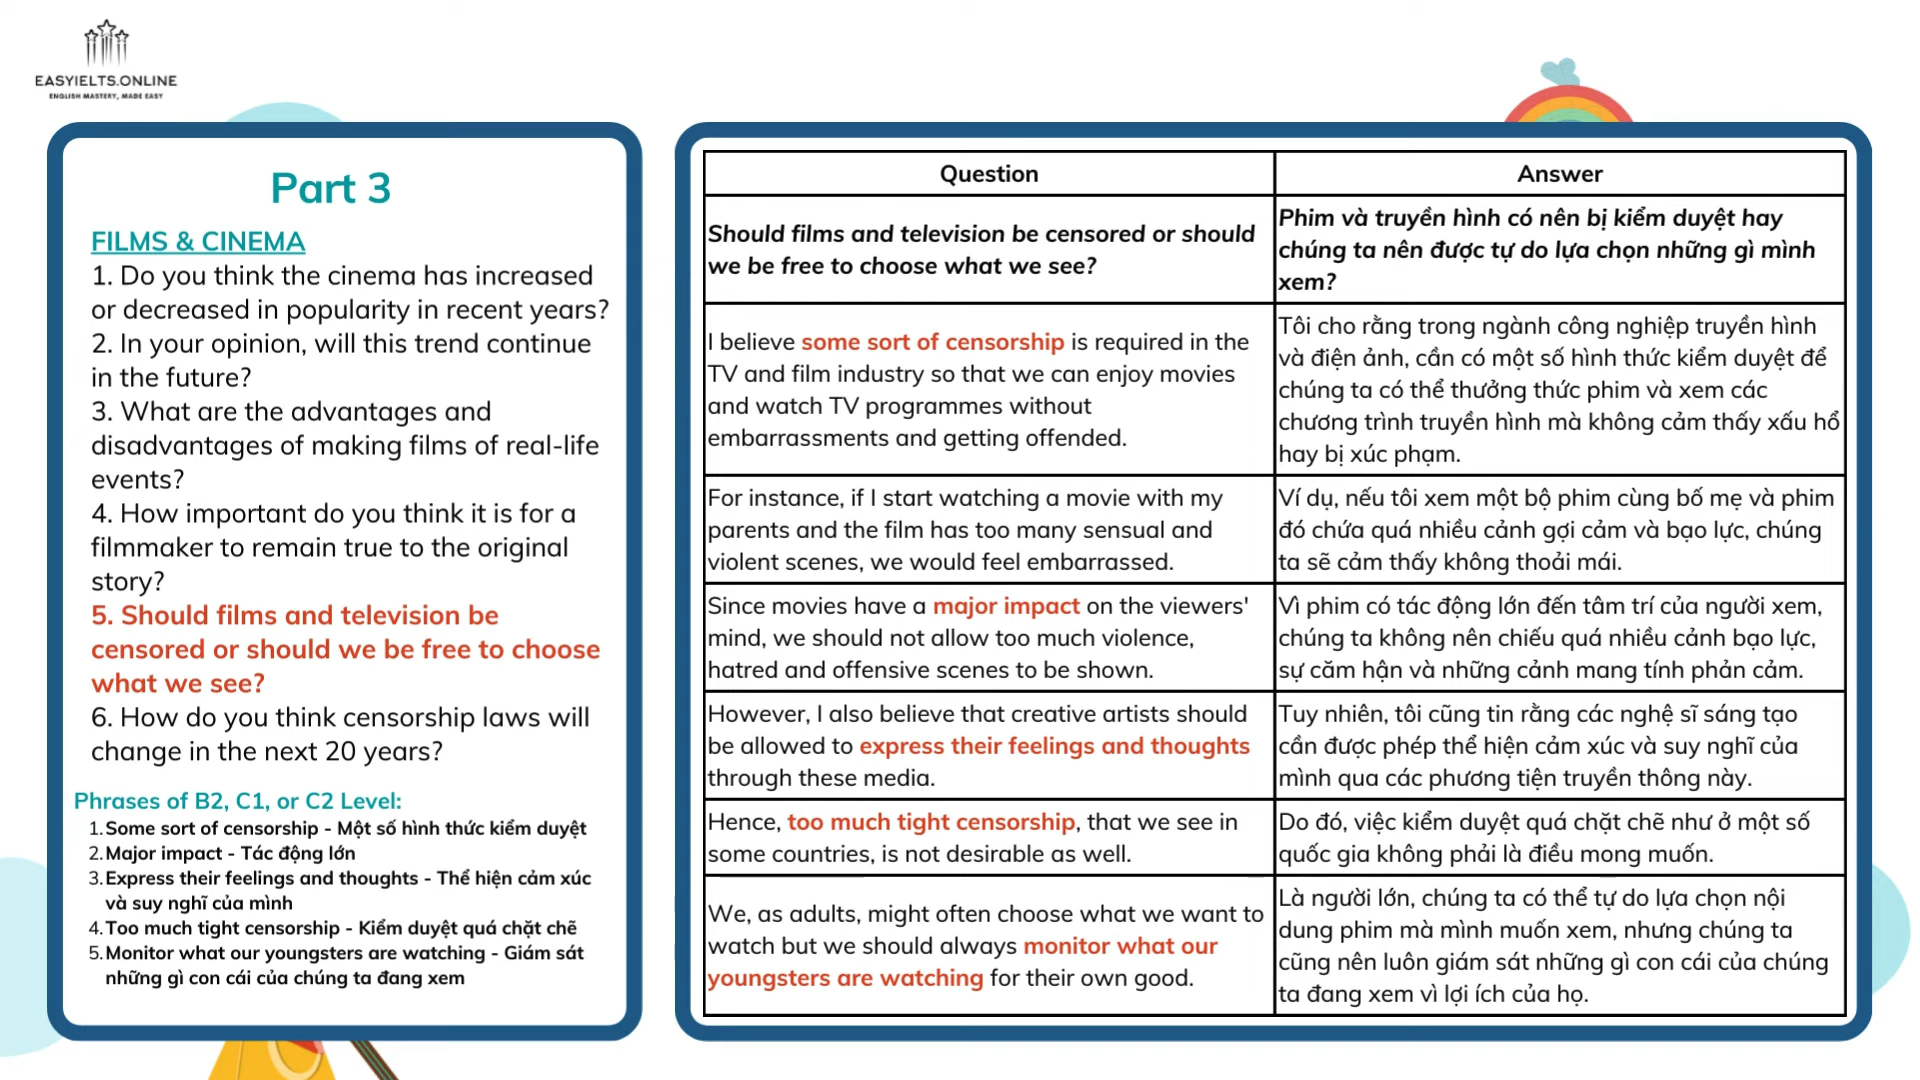 EASYIELTS.ONLINE
ENGLISH MASTERY, MADE EASY
Part 3
FILMS & CINEMA
1. Do you think the cinema has increased
or decreased in popularity in recent years?
2. In your opinion, will this trend continue
in the future?
3. What are the advantages and
disadvantages of making films of real-life
events?
4. How important do you think it is for a
filmmaker to remain true to the original
story?
5. Should films and television be
censored or should we be free to choose
what we see?
6. How do you think censorship laws will
change in the next 20 years?
Phrases of B2, C1, or C2 Level:
1. Some sort of censorship - Một số hình thức kiểm duyệt
2. Major impact - Tác động lớn
3. Express their feelings and thoughts - Thể hiện cảm xúc
và suy nghĩ của mình
4. Too much tight censorship - Kiểm duyệt quá chặt chẽ
5. Monitor what our youngsters are watching - Giám sát
những gì con cái của chúng ta đang xem
Question
Answer
Should films and television be censored or should
we be free to choose what we see?
Phim và truyền hình có nên bị kiểm duyệt hay
chúng ta nên được tự do lựa chọn những gì mình
xem?
I believe some sort of censorship is required in the
TV and film industry so that we can enjoy movies
and watch TV programmes without
embarrassments and getting offended.
Tôi cho rằng trong ngành công nghiệp truyền hình
và điện ảnh, cần có một số hình thức kiểm duyệt để
chúng ta có thể thưởng thức phim và xem các
chương trình truyền hình mà không cảm thấy xấu hổ
hay bị xúc phạm.
For instance, if I start watching a movie with my
parents and the film has too many sensual and
violent scenes, we would feel embarrassed.
Ví dụ, nếu tôi xem một bộ phim cùng bố mẹ và phim
đó chứa quá nhiều cảnh gợi cảm và bạo lực, chúng
ta sẽ cảm thấy không thoải mái.
Since movies have a major impact on the viewers'
mind, we should not allow too much violence,
hatred and offensive scenes to be shown.
Vì phim có tác động lớn đến tâm trí của người xem,
chúng ta không nên chiếu quá nhiều cảnh bạo lực,
sự căm hận và những cảnh mang tính phản cảm.
However, I also believe that creative artists should
be allowed to express their feelings and thoughts
through these media.
Tuy nhiên, tôi cũng tin rằng các nghệ sĩ sáng tạo
cần được phép thể hiện cảm xúc và suy nghĩ của
mình qua các phương tiện truyền thông này.
Hence, too much tight censorship, that we see in
some countries, is not desirable as well.
Do đó, việc kiểm duyệt quá chặt chẽ như ở một số
quốc gia không phải là điều mong muốn.
We, as adults, might often choose what we want to
watch but we should always monitor what our
youngsters are watching for their own good.
Là người lớn, chúng ta có thể tự do lựa chọn nội
dung phim mà mình muốn xem, nhưng chúng ta
cũng nên luôn giám sát những gì con cái của chúng
ta đang xem vì lợi ích của họ.